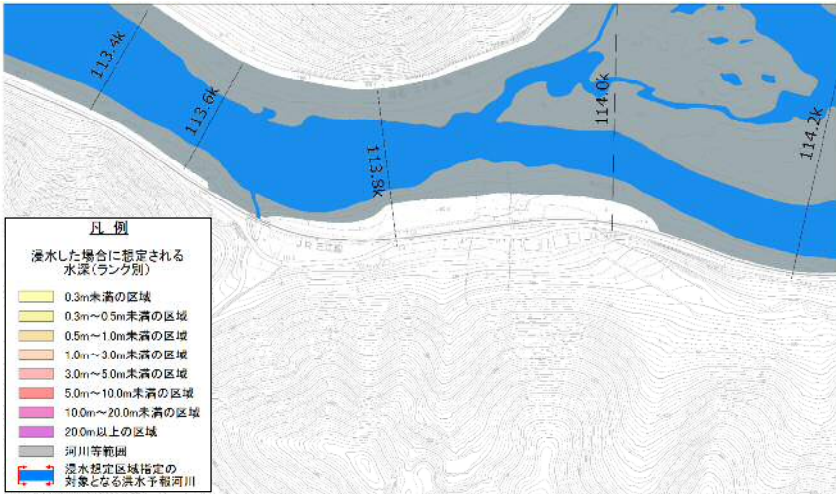 113.4k
113.6k
113.8k
114.0k
114.2k
凡 例
浸水した場合に想定される
水深(ランク別)
0.3m未満の区域
0.3m~0.5m未満の区域
0.5m~1.0m未満の区域
1.0m~3.0m未満の区域
3.0m~5.0m未満の区域
5.0m~10.0m未満の区域
10.0m~20.0m未満の区域
20.0m以上の区域
河川等範囲
浸水想定区域指定の
対象となる洪水予報河川